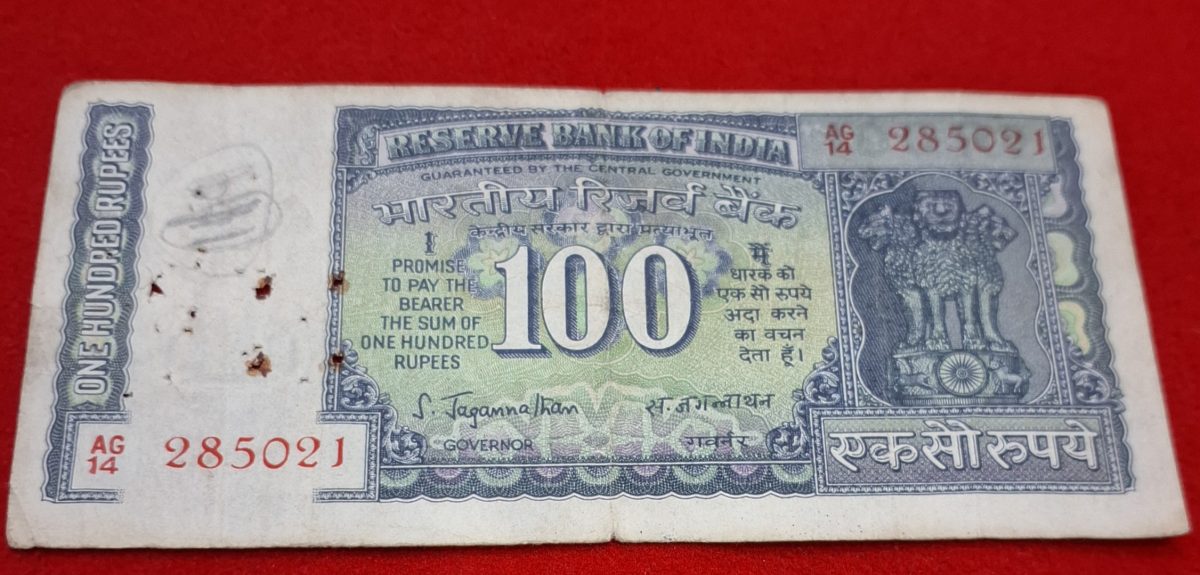 ONE HUNDRED RUPEES
RESERVE BANK OF INDIA
AG
14 285021
GUARANTEED BY THE CENTRAL GOVERNMENT
भारतीय रिज़र्व बैंक
केन्द्रीय सरकार द्वारा प्रत्याभूत
I
PROMISE
TO PAY THE
BEARER
THE SUM OF
ONE HUNDRED
RUPEES
100
मैं
धारक को
एक सौ रुपये
अदा करने
का वचन
देता हूँ।
S. Jagannathan
GOVERNOR
स. जगन्नाथन
गवर्नर
AG
14 285021
एक सौ रुपये